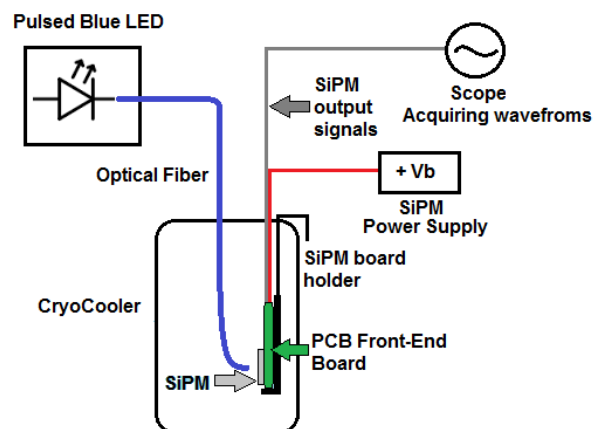 Pulsed Blue LED
SiPM
output
signals
Scope
Acquiring wavefroms
Optical Fiber
+ Vb
SiPM
Power Supply
SiPM board
holder
CryoCooler
PCB Front-End
Board
SiPM